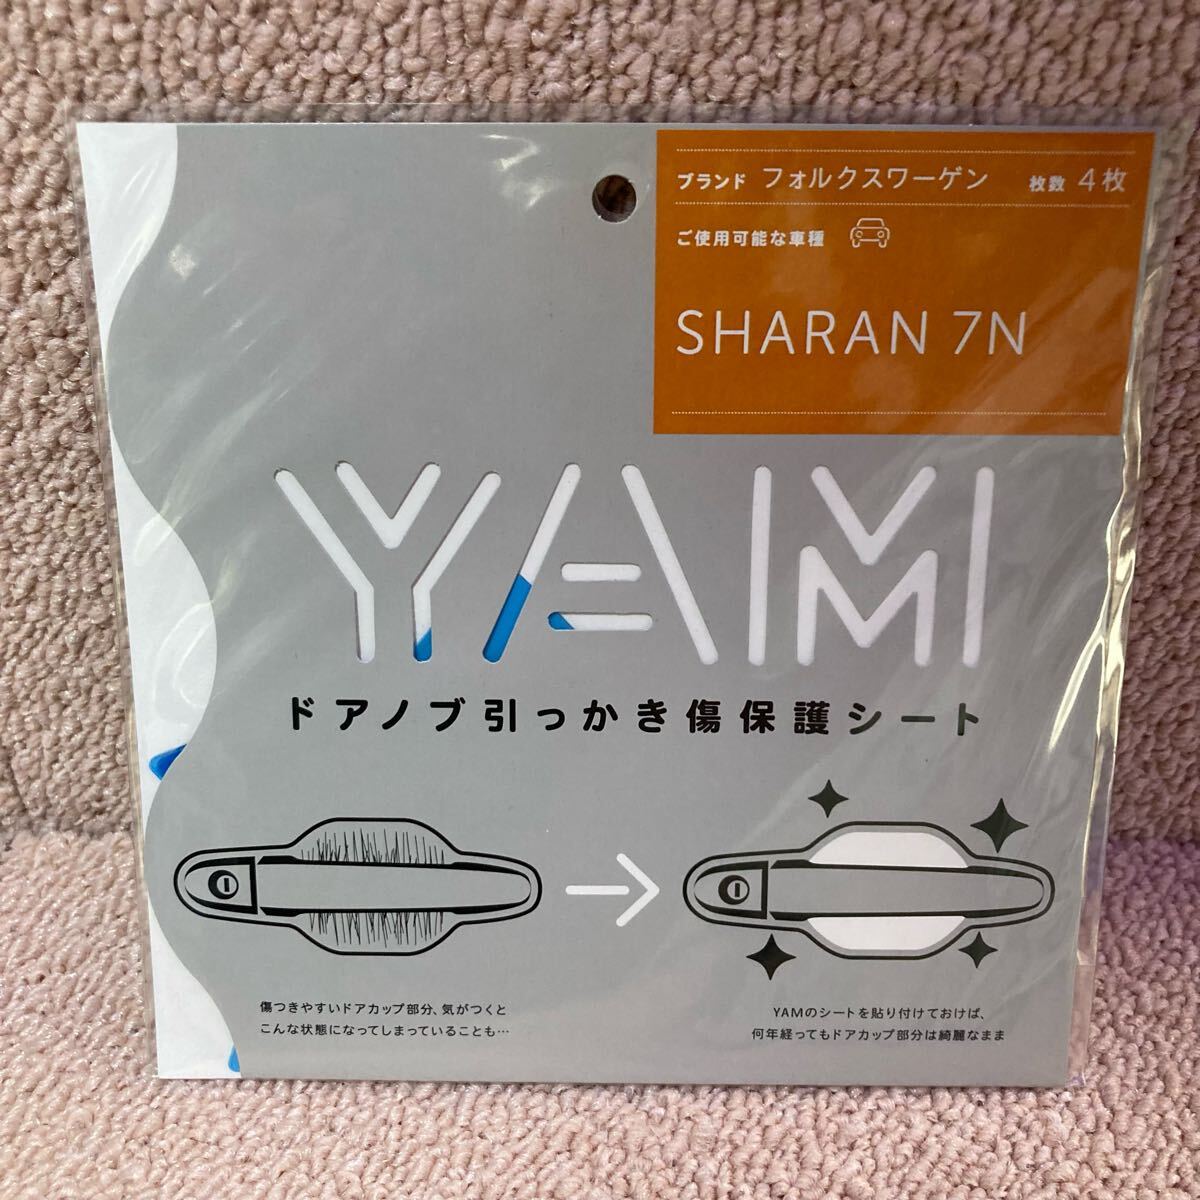 ブランド フォルクスワーゲン 枚数 4枚
ご使用可能な車種
SHARAN 7N
YAM
ドアノブ引っかき傷保護シート
傷つきやすいドアカップ部分、気がつくと
こんな状態になってしまっていることも…
YAMのシートを貼り付けておけば、
何年経ってもドアカップ部分は綺麗なまま